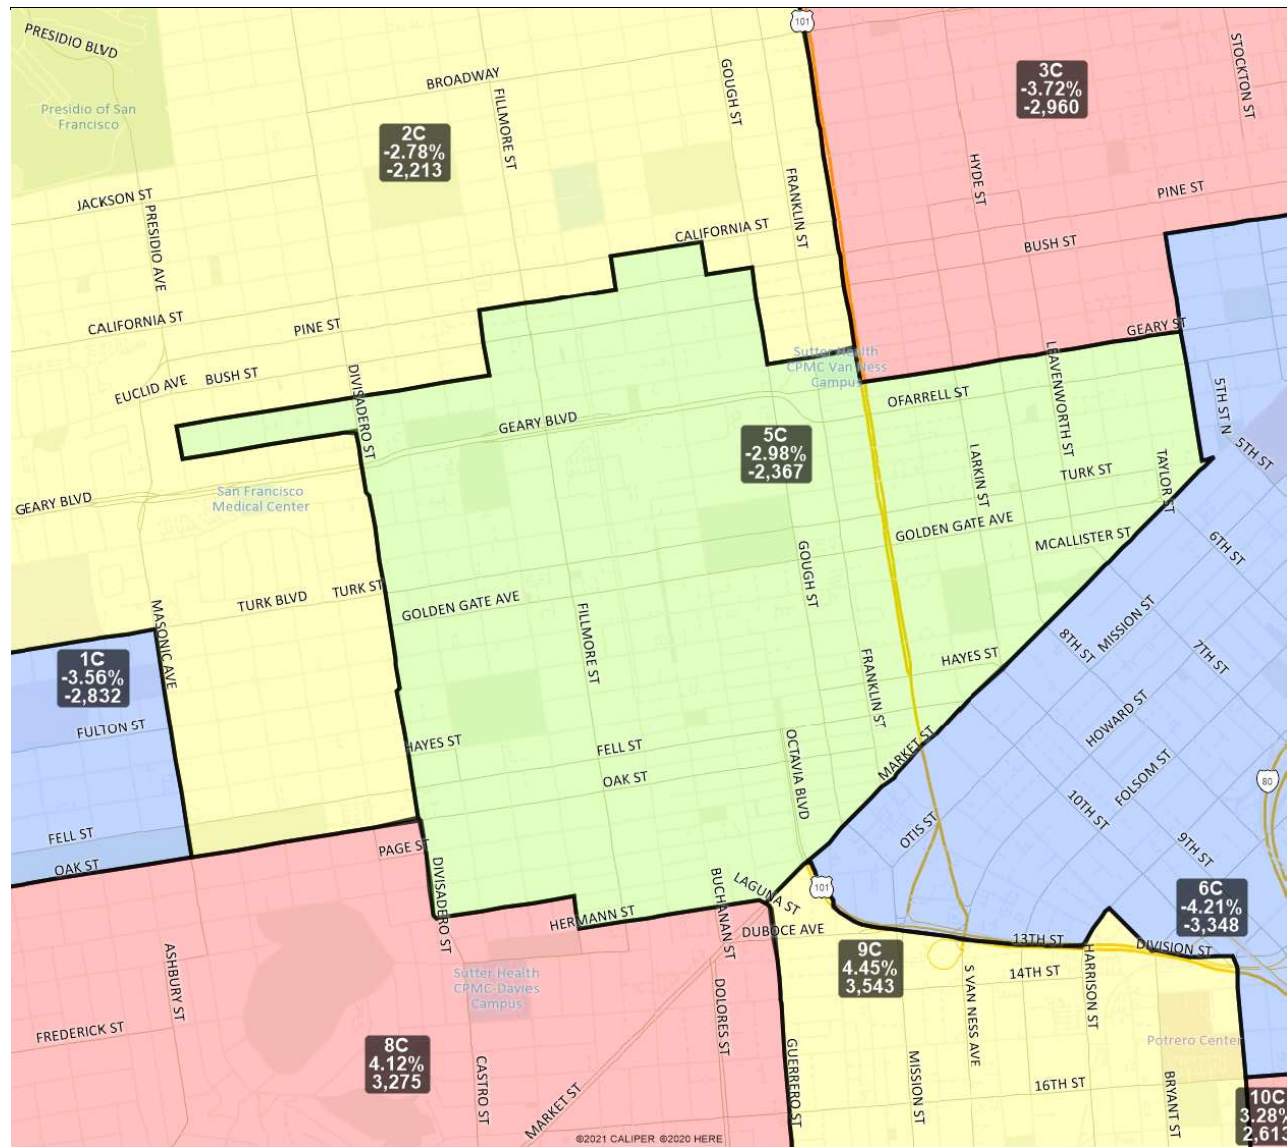 PRESIDIO BLVD
Presidio of San
Francisco
BROADWAY
FILLMORE ST
GOUGH ST
101
STOCKTON ST
2C
-2.78%
-2,213
3C
-3.72%
-2,960
HYDE ST
PINE ST
BUSH ST
JACKSON ST
PRESIDIO AVE
FRANKLIN ST
CALIFORNIA ST
CALIFORNIA ST
PINE ST
EUCLID AVE
BUSH ST
DIVISADERO ST
GEARY ST
Sutter Health
CPMC Van Ness
Campus
LEAVENWORTH ST
OFARRELL ST
5TH ST N
5TH ST
GEARY BLVD
5C
-2.98%
-2,367
LARKIN ST
TURK ST
TAYLOR ST
GEARY BLVD
San Francisco
Medical Center
GOLDEN GATE AVE
MCALLISTER ST
6TH ST
GOUGH ST
TURK BLVD
TURK ST
GOLDEN GATE AVE
FILLMORE ST
MASONIC AVE
MISSION ST
8TH ST
7TH ST
1C
-3.56%
-2,832
FRANKLIN ST
HAYES ST
FULTON ST
HAYES ST
FELL ST
OAK ST
OCTAVIA BLVD
MARKET ST
HOWARD ST
FOLSOM ST
80
10TH ST
9TH ST
OTIS ST
FELL ST
OAK ST
PAGE ST
DIVISADERO ST
BUCHANAN ST
LAGUNA ST
101
6C
-4.21%
-3,348
HERMANN ST
DUBOCE AVE
13TH ST
DIVISION ST
ASHBURY ST
Sutter Health
CPMC-Davies
Campus
9C
4.45%
3,543
S VAN NESS AVE
14TH ST
HARRISON ST
DOLORES ST
FREDERICK ST
8C
4.12%
3,275
CASTRO ST
MARKET ST
GUERRERO ST
MISSION ST
16TH ST
Potrero Center
BRYANT ST
10C
3.28%
2,61
©2021 CALIPER ©2020 HERE